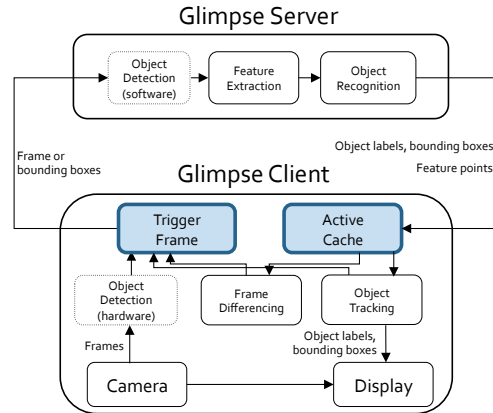 Glimpse Server
Object
Detection
(software)
Feature
Extraction
Object
Recognition
Frame or
bounding boxes
Object labels, bounding boxes
Feature points
Glimpse Client
Trigger
Frame
Active
Cache
Object
Detection
(hardware)
Frame
Differencing
Object
Tracking
Frames
Object labels,
bounding boxes
Camera
Display